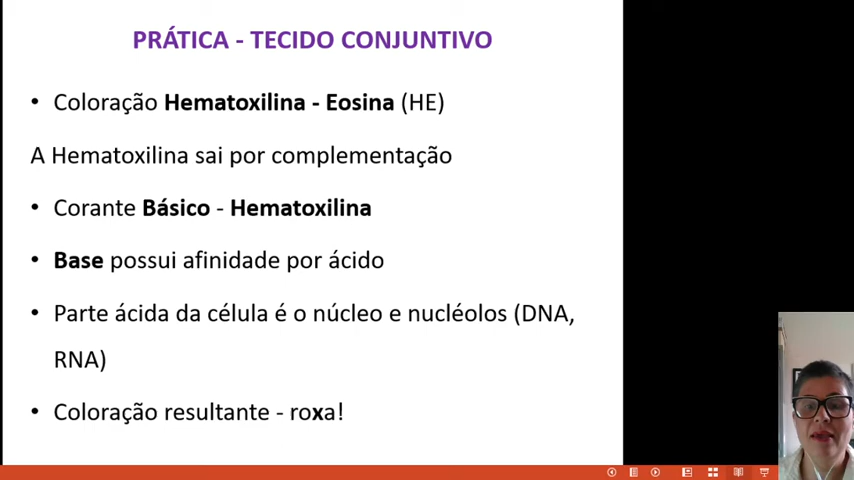 PRÁTICA - TECIDO CONJUNTIVO
• Coloração Hematoxilina - Eosina (HE)
A Hematoxilina sai por complementação
• Corante Básico - Hematoxilina
• Base possui afinidade por ácido
• Parte ácida da célula é o núcleo e nucléolos (DNA,
RNA)
• Coloração resultante - roxa!